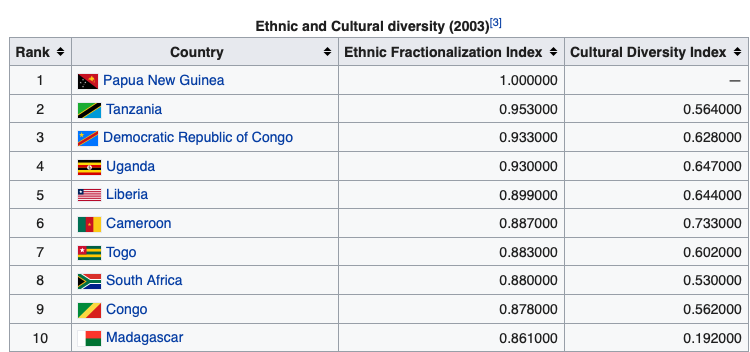 Ethnic and Cultural diversity (2003)[3]
Rank Country Ethnic Fractionalization Index Cultural Diversity Index
1 Papua New Guinea 1.000000 —
2 Tanzania 0.953000 0.564000
3 Democratic Republic of Congo 0.933000 0.628000
4 Uganda 0.930000 0.647000
5 Liberia 0.899000 0.644000
6 Cameroon 0.887000 0.733000
7 Togo 0.883000 0.602000
8 South Africa 0.880000 0.530000
9 Congo 0.878000 0.562000
10 Madagascar 0.861000 0.192000